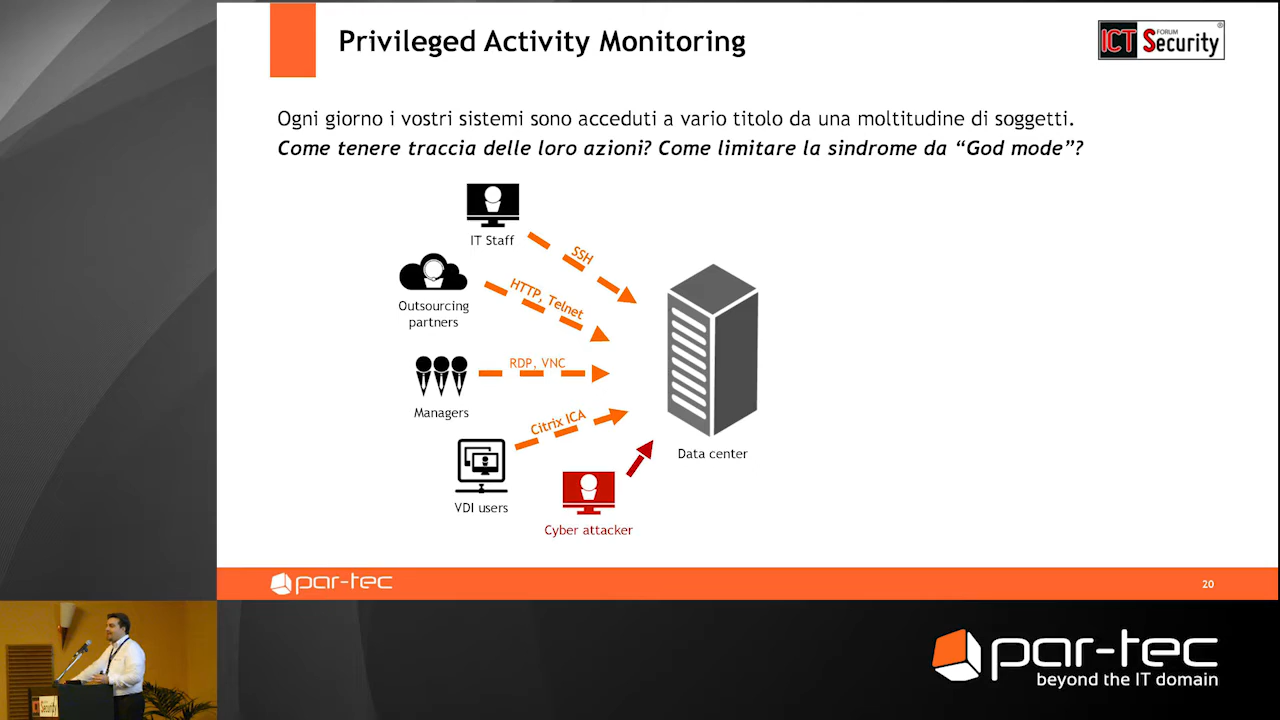 Privileged Activity Monitoring
ICT Security
FORUM
®
Ogni giorno i vostri sistemi sono acceduti a vario titolo da una moltitudine di soggetti.
Come tenere traccia delle loro azioni? Come limitare la sindrome da “God mode”?
IT Staff
SSH
Outsourcing
partners
HTTP, Telnet
RDP, VNC
Managers
Citrix ICA
Data center
VDI users
Cyber attacker
par-tec
20
par-tec
beyond the IT domain
ICT Security